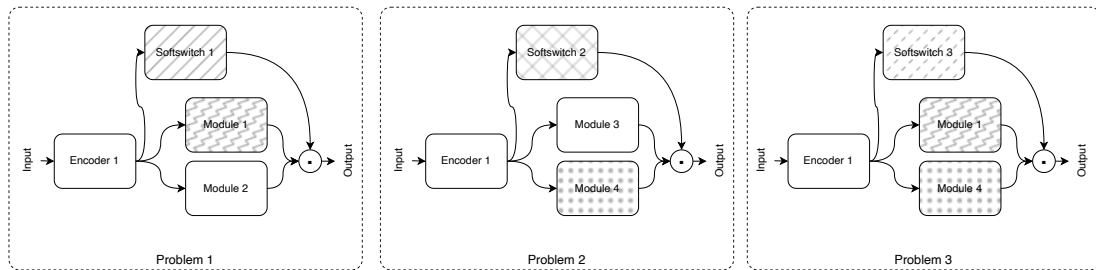 Softswitch 1
Module 1
Input
Encoder 1
Module 2
Output
Problem 1
Softswitch 2
Module 3
Input
Encoder 1
Module 4
Output
Problem 2
Softswitch 3
Module 1
Input
Encoder 1
Module 4
Output
Problem 3